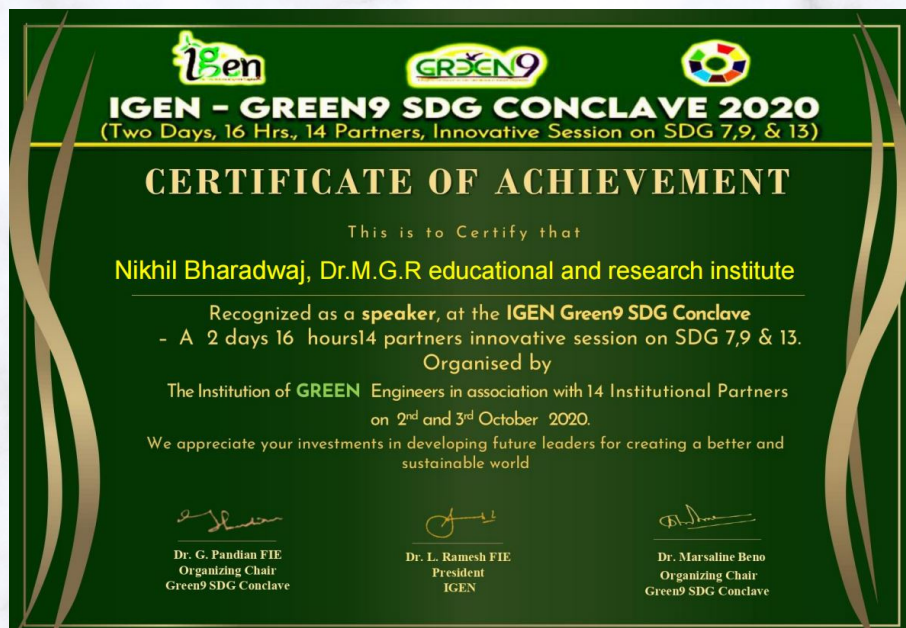 igen
GREEN9
IGEN – GREEN9 SDG CONCLAVE 2020
(Two Days, 16 Hrs., 14 Partners, Innovative Session on SDG 7,9, & 13)
CERTIFICATE OF ACHIEVEMENT
This is to Certify that
Nikhil Bharadwaj, Dr.M.G.R educational and research institute
Recognized as a speaker, at the IGEN Green9 SDG Conclave
– A 2 days 16 hours14 partners innovative session on SDG 7,9 & 13.
Organised by
The Institution of GREEN Engineers in association with 14 Institutional Partners
on 2nd and 3rd October 2020.
We appreciate your investments in developing future leaders for creating a better and
sustainable world
Dr. G. Pandian FIE
Organizing Chair
Green9 SDG Conclave
Dr. L. Ramesh FIE
President
IGEN
Dr. Marsaline Beno
Organizing Chair
Green9 SDG Conclave